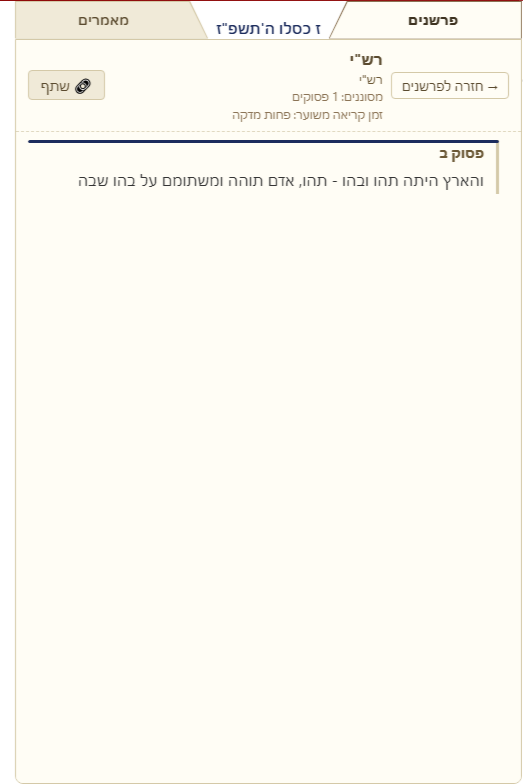 פרשנים
ז כסלו ה'תשפ"ז
מאמרים
→ חזרה לפרשנים
רש"י
רש"י
מסוננים: 1 פסוקים
זמן קריאה משוער: פחות מדקה
שתף
פסוק ב
והארץ היתה תהו ובהו - תהו, אדם תוהה ומשתומם על בהו שבה